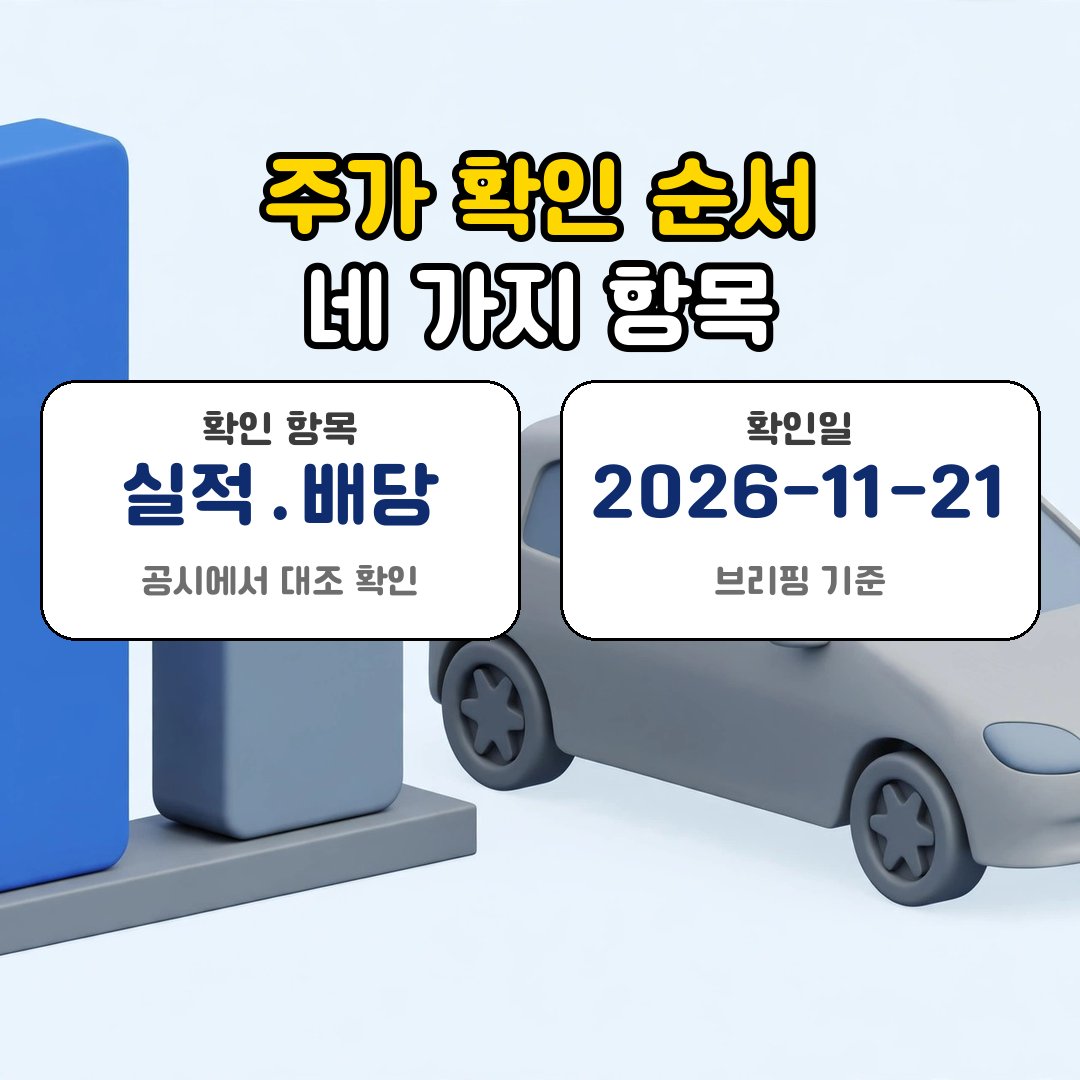 주가 확인 순서
네 가지 항목
확인 항목
실적.배당
공시에서 대조 확인
확인일
2026-11-21
브리핑 기준